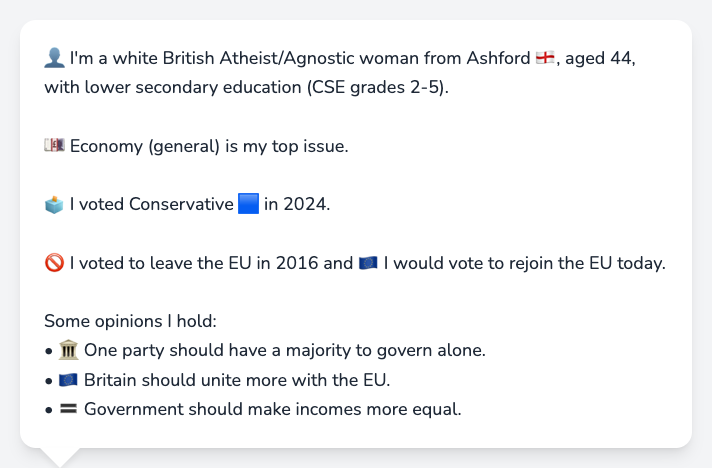 👤 I'm a white British Atheist/Agnostic woman from Ashford 🏴󠁧󠁢󠁥󠁮󠁧󠁿, aged 44,
with lower secondary education (CSE grades 2-5).
💷 Economy (general) is my top issue.
🗳️ I voted Conservative 🟦 in 2024.
🚫 I voted to leave the EU in 2016 and 🇪🇺 I would vote to rejoin the EU today.
Some opinions I hold:
• 🏛️ One party should have a majority to govern alone.
• 🇪🇺 Britain should unite more with the EU.
• 🟰 Government should make incomes more equal.